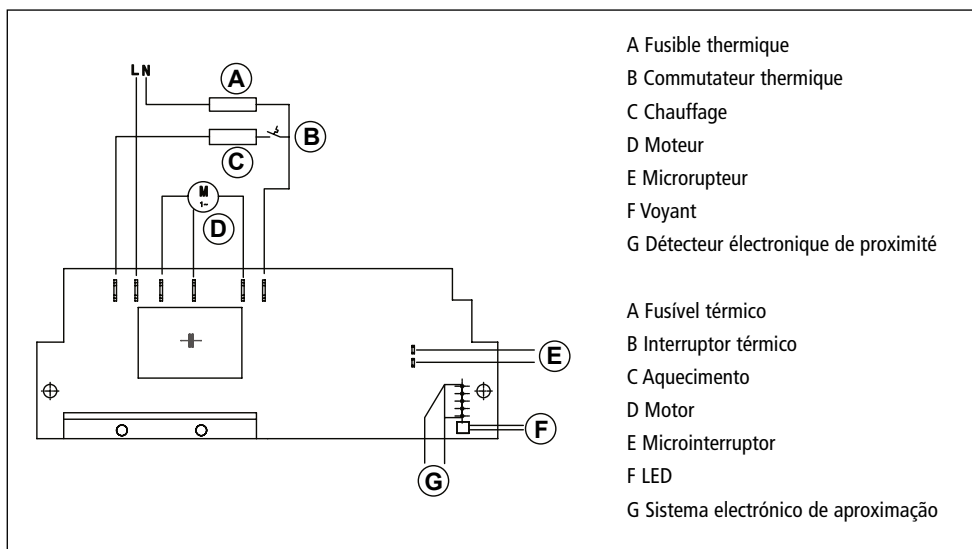 L N
A
B
C
M
1~
D
E
F
G
A Fusible thermique
B Commutateur thermique
C Chauffage
D Moteur
E Microrupteur
F Voyant
G Détecteur électronique de proximité
A Fusível térmico
B Interruptor térmico
C Aquecimento
D Motor
E Microinterruptor
F LED
G Sistema electrónico de aproximação